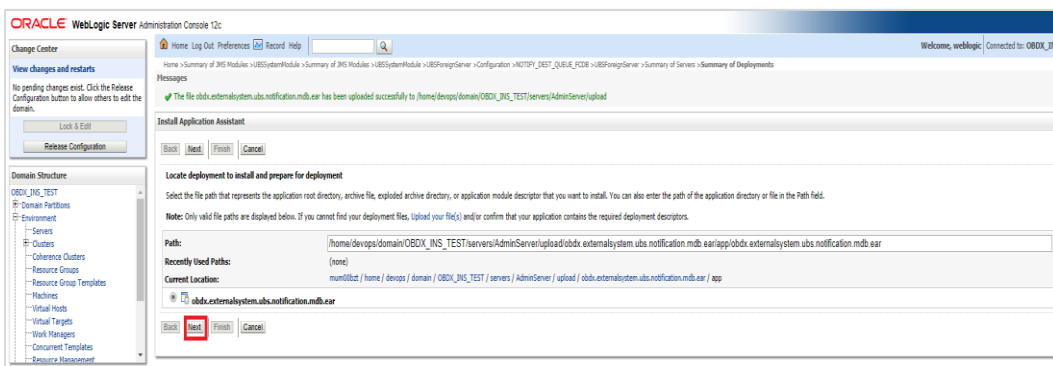 ORACLE WebLogic Server Administration Console 12c
Change Center
View changes and restarts
No pending changes exist. Click the Release
Configuration button to allow others to edit the
domain.
Lock & Edit
Release Configuration
Domain Structure
OBDX_INS_TEST
Domain Partitions
Environment
Servers
Clusters
Coherence Clusters
Resource Groups
Resource Group Templates
Machines
Virtual Hosts
Virtual Targets
Work Managers
Concurrent Templates
Resource Management
Home Log Out Preferences Record Help
Welcome, weblogic Connected to: OBDX_I
Home >Summary of JMS Modules >UBSSystemModule >Summary of JMS Modules >UBSSystemModule >UBSForeignServer >Configuration >NOTIFY_DEST_QUEUE_FCDB >UBSForeignServer >Summary of Servers >Summary of Deployments
Messages
The file obdx.externalsystem.ubs.notification.mdb.ear has been uploaded successfully to /home/devops/domain/OBDX_INS_TEST/servers/AdminServer/upload
Install Application Assistant
Back Next Finish Cancel
Locate deployment to install and prepare for deployment
Select the file path that represents the application root directory, archive file, exploded archive directory, or application module descriptor that you want to install. You can also enter the path of the application directory or file in the Path field.
Note: Only valid file paths are displayed below. If you cannot find your deployment files, Upload your file(s) and/or confirm that your application contains the required deployment descriptors.
Path: /home/devops/domain/OBDX_INS_TEST/servers/AdminServer/upload/obdx.externalsystem.ubs.notification.mdb.ear/app/obdx.externalsystem.ubs.notification.mdb.ear
Recently Used Paths: (none)
Current Location: mum00bzt / home / devops / domain / OBDX_INS_TEST / servers / AdminServer / upload / obdx.externalsystem.ubs.notification.mdb.ear / app
obdx.externalsystem.ubs.notification.mdb.ear
Back Next Finish Cancel